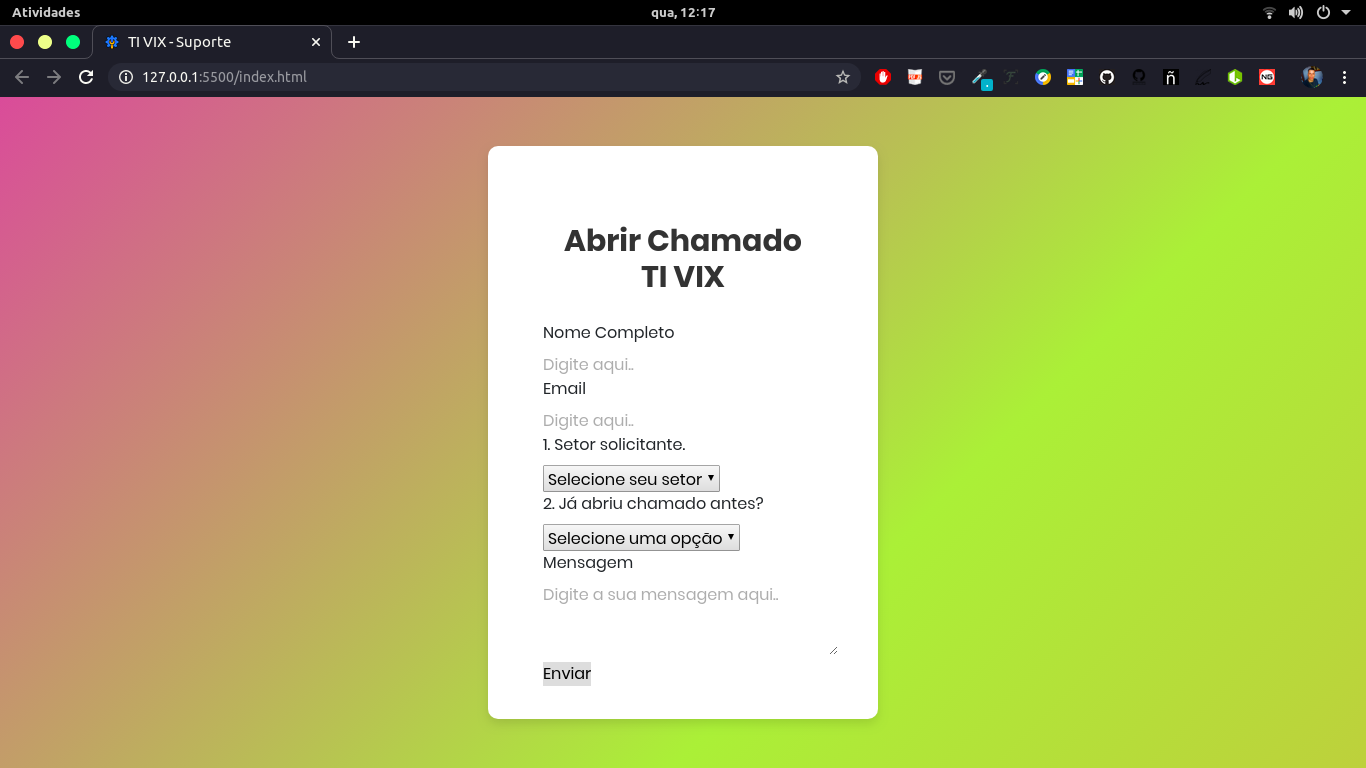 Atividades
qua, 12:17
TI VIX - Suporte
127.0.0.1:5500/index.html
ñ
NG
Abrir Chamado
TI VIX
Nome Completo
Digite aqui..
Email
Digite aqui..
1. Setor solicitante.
Selecione seu setor
2. Já abriu chamado antes?
Selecione uma opção
Mensagem
Digite a sua mensagem aqui..
Enviar